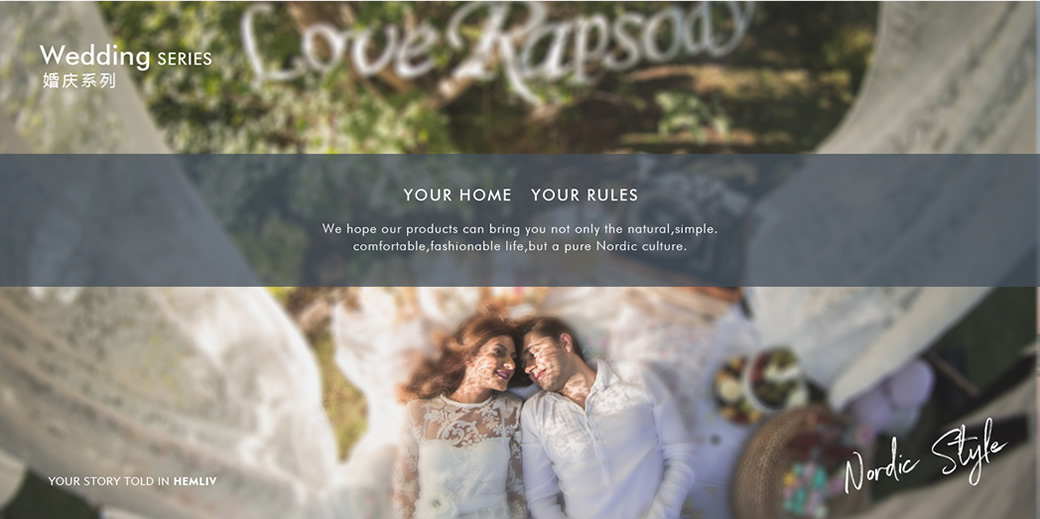 Love Rapsody
Wedding SERIES
婚庆系列
YOUR HOME YOUR RULES
We hope our products can bring you not only the natural,simple.
comfortable,fashionable life,but a pure Nordic culture.
Nordic Style
YOUR STORY TOLD IN HEMLIV